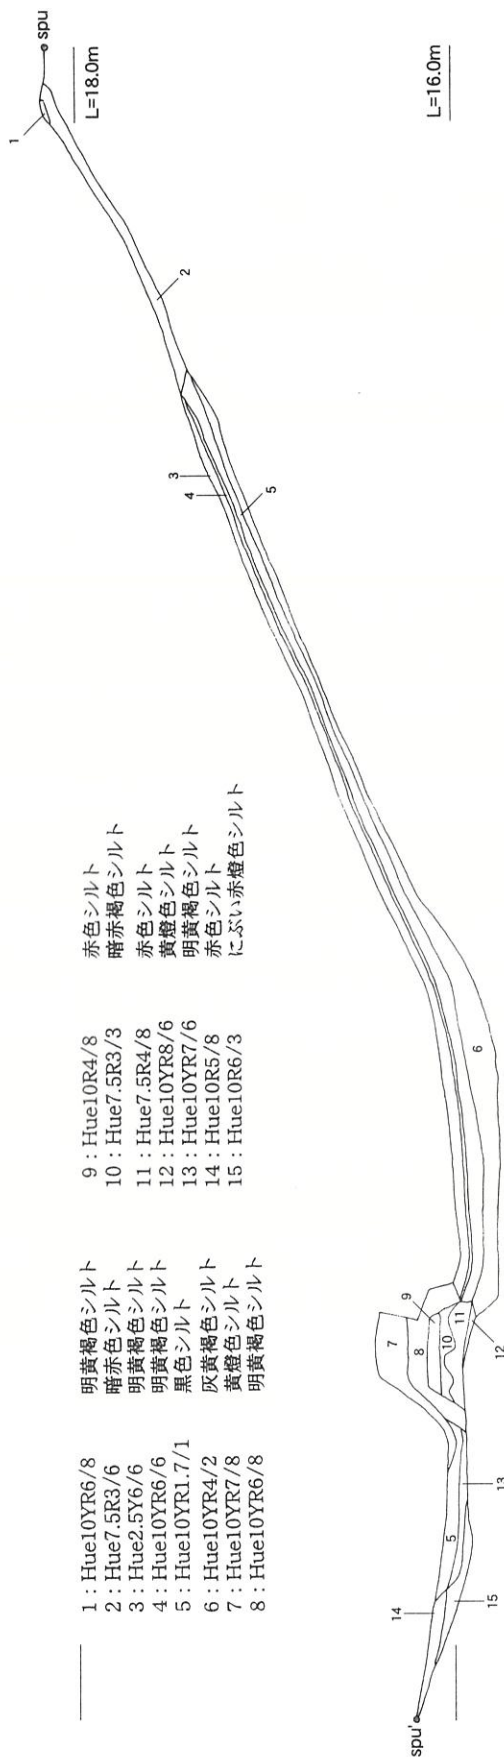 spu
L=18.0m
L=16.0m
1
2
3
4
5
6
7
8
9
10
11
12
13
5
14
15
spu'
1：Hue10YR6/8 明黄褐色シルト
2：Hue7.5R3/6 暗赤色シルト
3：Hue2.5Y6/6 明黄褐色シルト
4：Hue10YR6/6 明黄褐色シルト
5：Hue10YR1.7/1 黒色シルト
6：Hue10YR4/2 灰黄褐色シルト
7：Hue10YR7/8 黄燈色シルト
8：Hue10YR6/8 明黄褐色シルト
9：Hue10R4/8 赤色シルト
10：Hue7.5R3/3 暗赤褐色シルト
11：Hue7.5R4/8 赤色シルト
12：Hue10YR8/6 黄燈色シルト
13：Hue10YR7/6 明黄褐色シルト
14：Hue10R5/8 赤色シルト
15：Hue10R6/3 にぶい赤燈色シルト